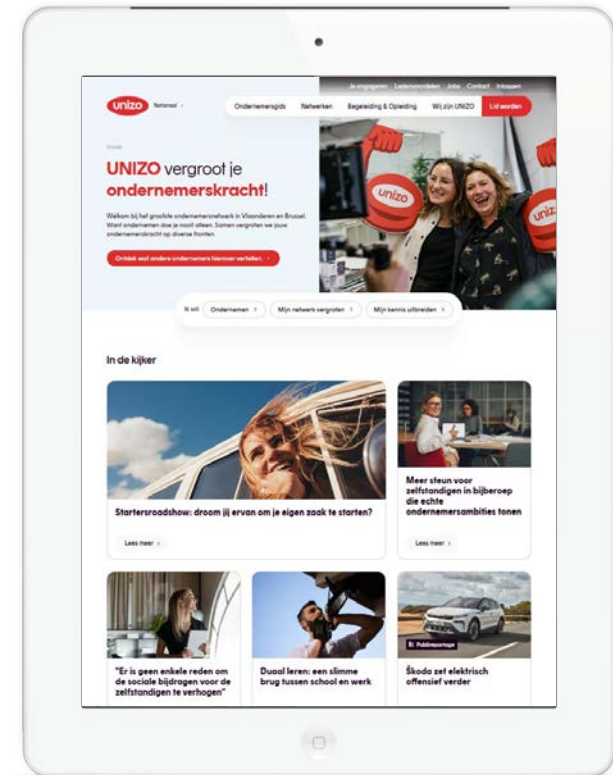 Je engageren Ledenvoordelen Jobs Contact Inloggen
unizo Nationaal
Ondernemersgids Netwerken Begeleiding & Opleiding Wij zijn UNIZO Lid worden
UNIZO vergroot je
ondernemerskracht!
Welkom bij het grootste ondernemersnetwerk in Vlaanderen en Brussel.
Want ondernemen doe je nooit alleen. Samen vergroten we jouw
ondernemerskracht op diverse fronten.
Ontdek wat andere ondernemers hierover vertellen.
unizo
unizo
Ik wil: Ondernemen Mijn netwerk vergroten Mijn kennis uitbreiden
In de kijker
Startersroadshow: droom jij ervan om je eigen zaak te starten?
Lees meer
Meer steun voor
zelfstandigen in bijberoep
die echte
ondernemersambities tonen
Lees meer
"Er is geen enkele reden om
de sociale bijdragen voor de
zelfstandigen te verhogen"
Duaal leren: een slimme
brug tussen school en werk
Publireportage
Škoda zet elektrisch
offensief verder